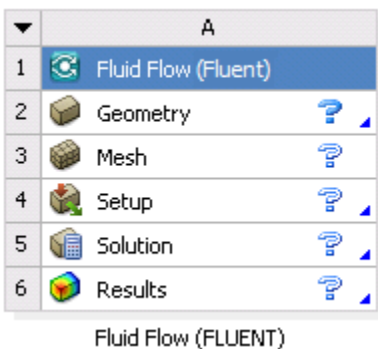 A
1 Fluid Flow (Fluent)
2 Geometry ?
3 Mesh ?
4 Setup ?
5 Solution ?
6 Results ?
Fluid Flow (FLUENT)